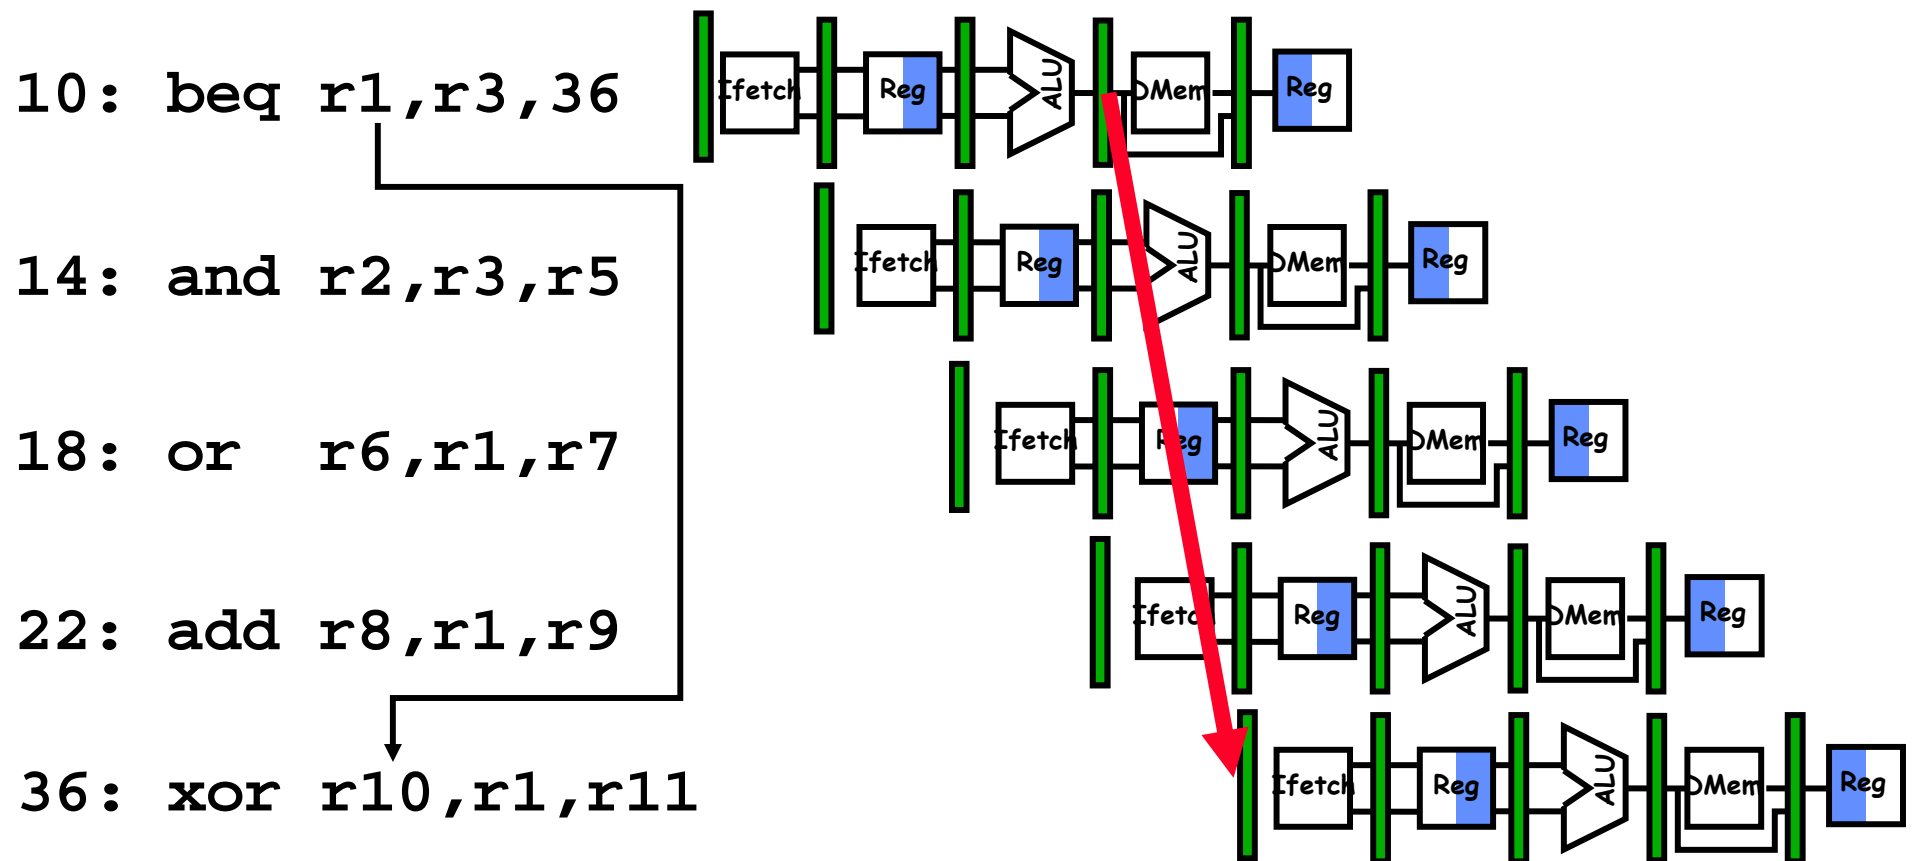 10: beq r1,r3,36 Ifetch Reg ALU DMem Reg
14: and r2,r3,r5 Ifetch Reg ALU DMem Reg
18: or r6,r1,r7 Ifetch Reg ALU DMem Reg
22: add r8,r1,r9 Ifetch Reg ALU DMem Reg
36: xor r10,r1,r11 Ifetch Reg ALU DMem Reg